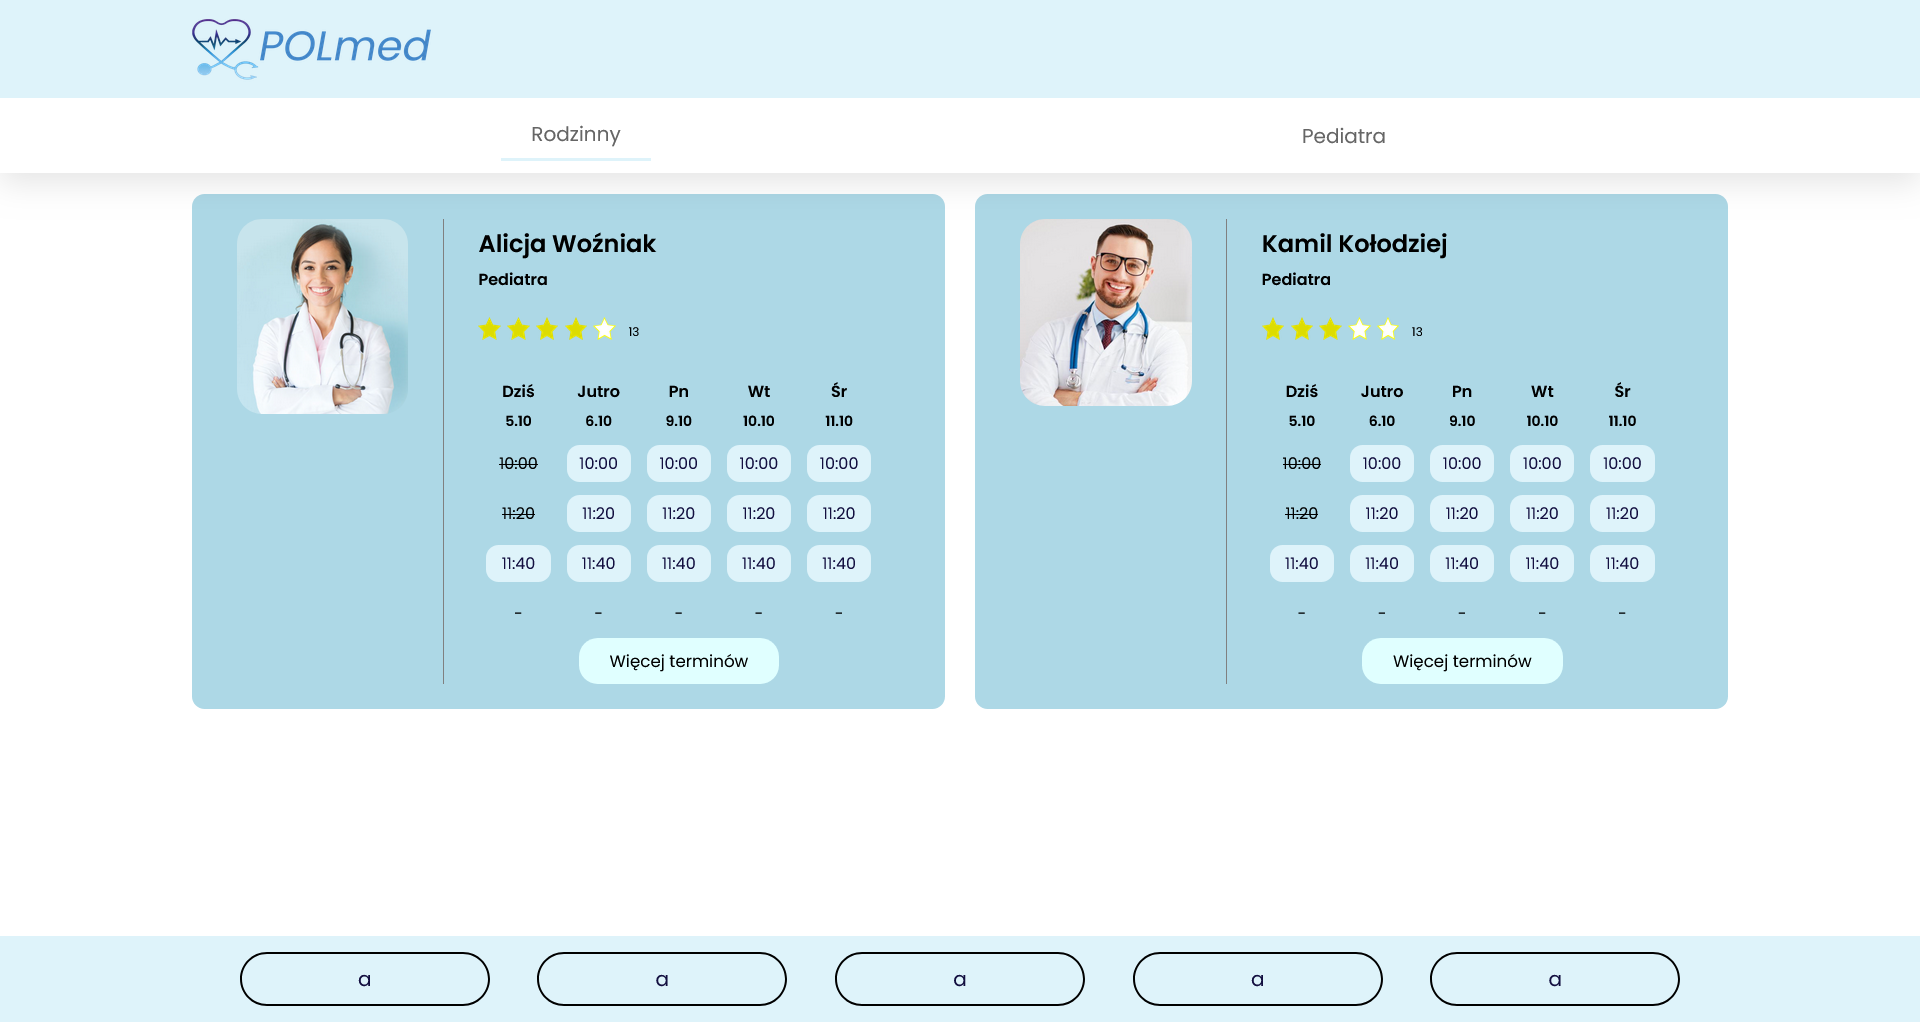 POLmed
Rodzinny
Pediatra
Alicja Woźniak
Pediatra
13
Dziś Jutro Pn Wt Śr
5.10 6.10 9.10 10.10 11.10
10:00 10:00 10:00 10:00 10:00
11:20 11:20 11:20 11:20 11:20
11:40 11:40 11:40 11:40 11:40
- - - - -
Więcej terminów
Kamil Kołodziej
Pediatra
13
Dziś Jutro Pn Wt Śr
5.10 6.10 9.10 10.10 11.10
10:00 10:00 10:00 10:00 10:00
11:20 11:20 11:20 11:20 11:20
11:40 11:40 11:40 11:40 11:40
- - - - -
Więcej terminów
a a a a a